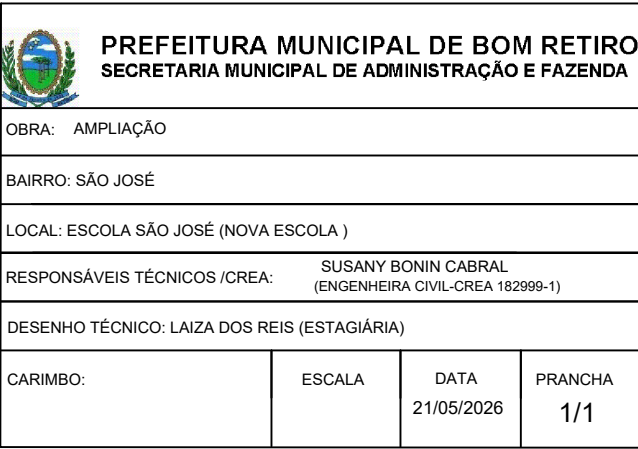 PREFEITURA MUNICIPAL DE BOM RETIRO
SECRETARIA MUNICIPAL DE ADMINISTRAÇÃO E FAZENDA
OBRA: AMPLIAÇÃO
BAIRRO: SÃO JOSÉ
LOCAL: ESCOLA SÃO JOSÉ (NOVA ESCOLA )
RESPONSÁVEIS TÉCNICOS /CREA: SUSANY BONIN CABRAL
(ENGENHEIRA CIVIL-CREA 182999-1)
DESENHO TÉCNICO: LAIZA DOS REIS (ESTAGIÁRIA)
CARIMBO: ESCALA DATA PRANCHA
21/05/2026 1/1